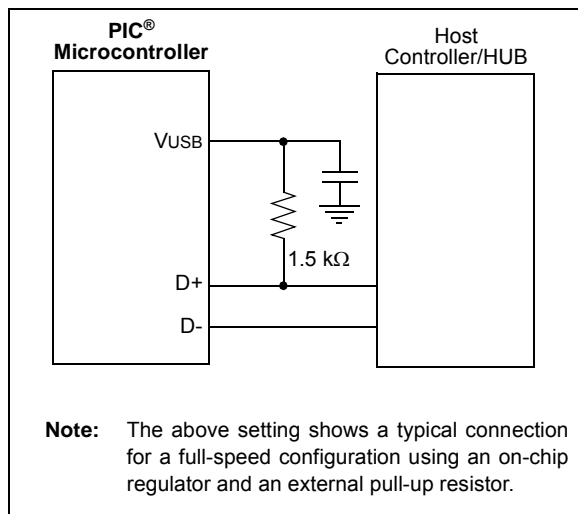 PIC®
Microcontroller
Host
Controller/HUB
VUSB
1.5 kΩ
D+
D-
Note: The above setting shows a typical connection
for a full-speed configuration using an on-chip
regulator and an external pull-up resistor.